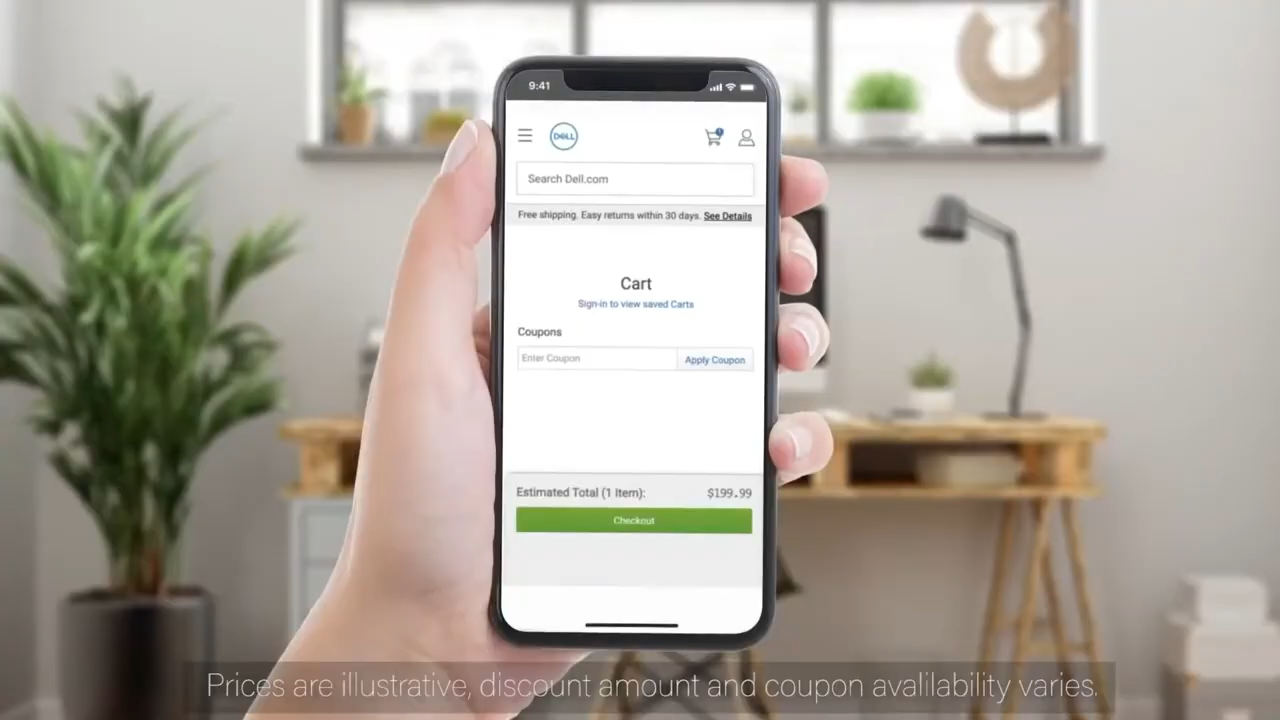 9:41
DELL
1
Search Dell.com
Free shipping. Easy returns within 30 days. See Details
Cart
Sign-in to view saved Carts
Coupons
Enter Coupon Apply Coupon
Estimated Total (1 Item): $199.99
Checkout
Prices are illustrative, discount amount and coupon avalilability varies.